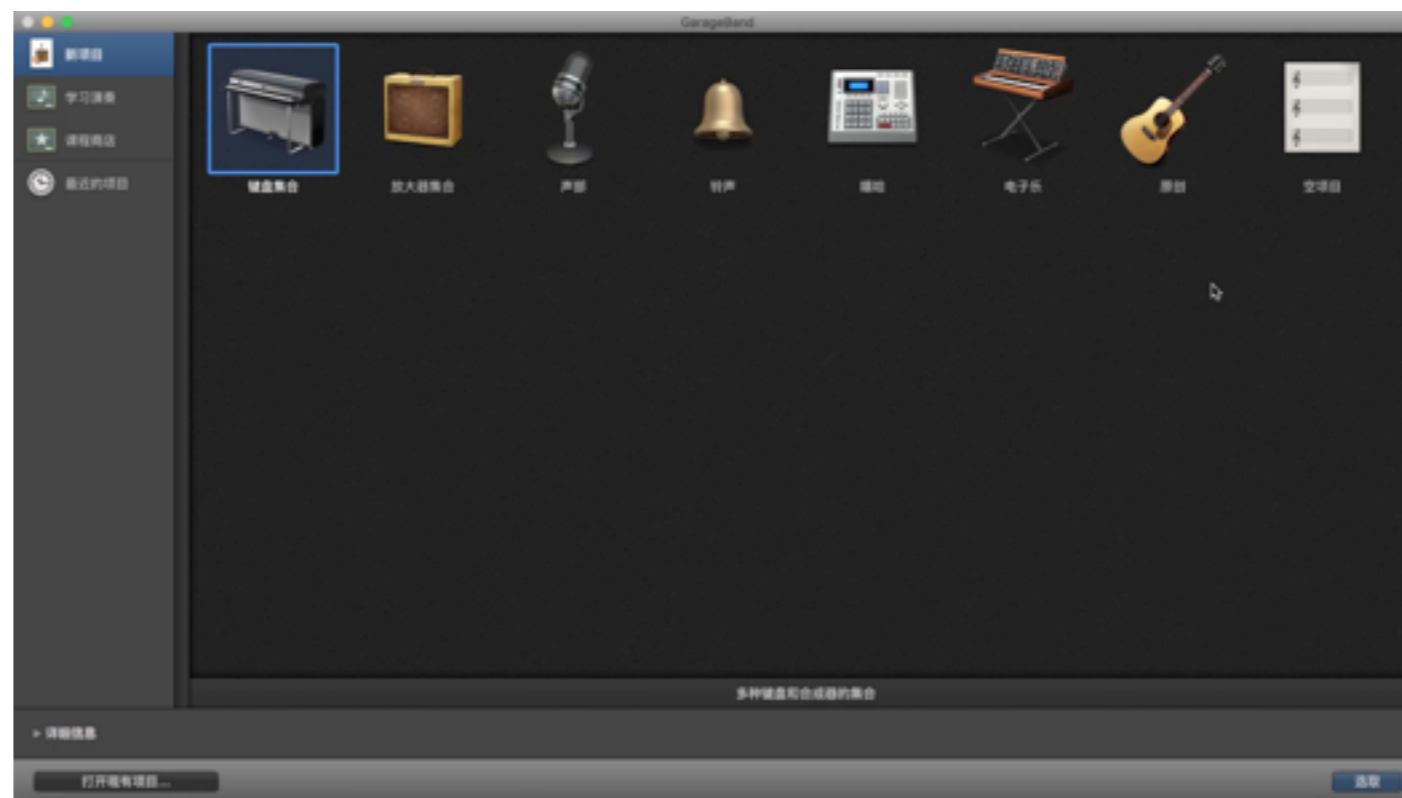 GarageBand
新项目
学习演奏
课程商店
最近的项目
键盘集合
放大器集合
声部
铃声
嘻哈
电子乐
原创
空项目
多种键盘和合成器的集合
详细信息
打开现有项目...
选取